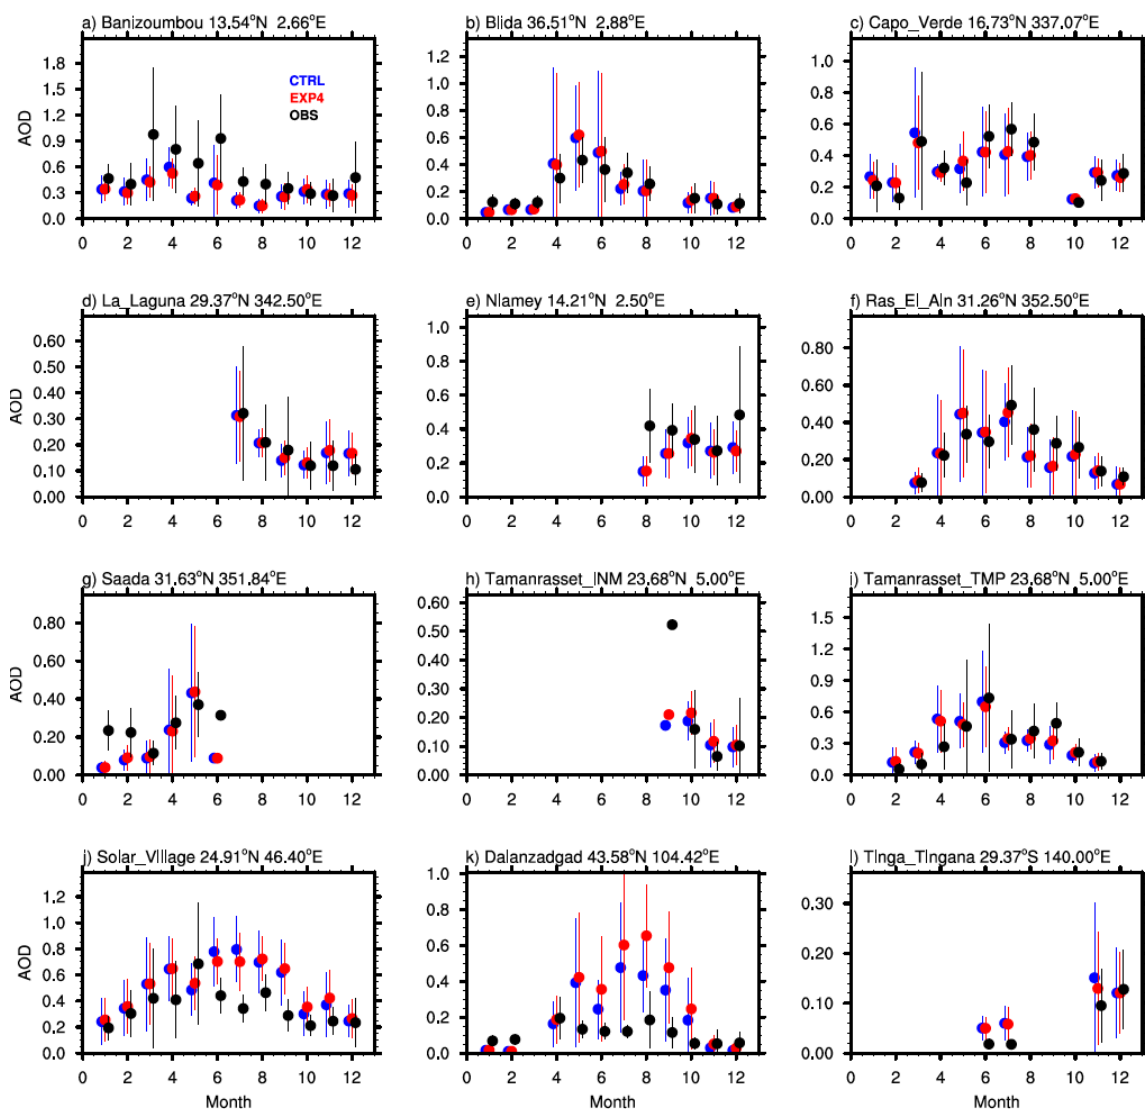 a) Banizoumbou 13.54°N 2.66°E
b) Blida 36.51°N 2.88°E
c) Capo_Verde 16.73°N 337.07°E
AOD
1.8
1.5
1.2
0.9
0.6
0.3
0.0
CTRL
EXP4
OBS
0 2 4 6 8 10 12
1.2
1.0
0.8
0.6
0.4
0.2
0.0
0 2 4 6 8 10 12
1.0
0.8
0.6
0.4
0.2
0.0
0 2 4 6 8 10 12
d) La_Laguna 29.37°N 342.50°E
e) Niamey 14.21°N 2.50°E
f) Ras_El_Ain 31.26°N 352.50°E
AOD
0.60
0.50
0.40
0.30
0.20
0.10
0.00
0 2 4 6 8 10 12
1.0
0.8
0.6
0.4
0.2
0.0
0 2 4 6 8 10 12
0.80
0.60
0.40
0.20
0.00
0 2 4 6 8 10 12
g) Saada 31.63°N 351.84°E
h) Tamanrasset_INM 23.68°N 5.00°E
i) Tamanrasset_TMP 23.68°N 5.00°E
AOD
0.80
0.60
0.40
0.20
0.00
0 2 4 6 8 10 12
0.60
0.50
0.40
0.30
0.20
0.10
0.00
0 2 4 6 8 10 12
1.5
1.2
0.9
0.6
0.3
0.0
0 2 4 6 8 10 12
j) Solar_Village 24.91°N 46.40°E
k) Dalanzadgad 43.58°N 104.42°E
l) Tinga_Tingana 29.37°S 140.00°E
AOD
1.2
1.0
0.8
0.6
0.4
0.2
0.0
0 2 4 6 8 10 12
Month
1.0
0.8
0.6
0.4
0.2
0.0
0 2 4 6 8 10 12
Month
0.30
0.20
0.10
0.00
0 2 4 6 8 10 12
Month